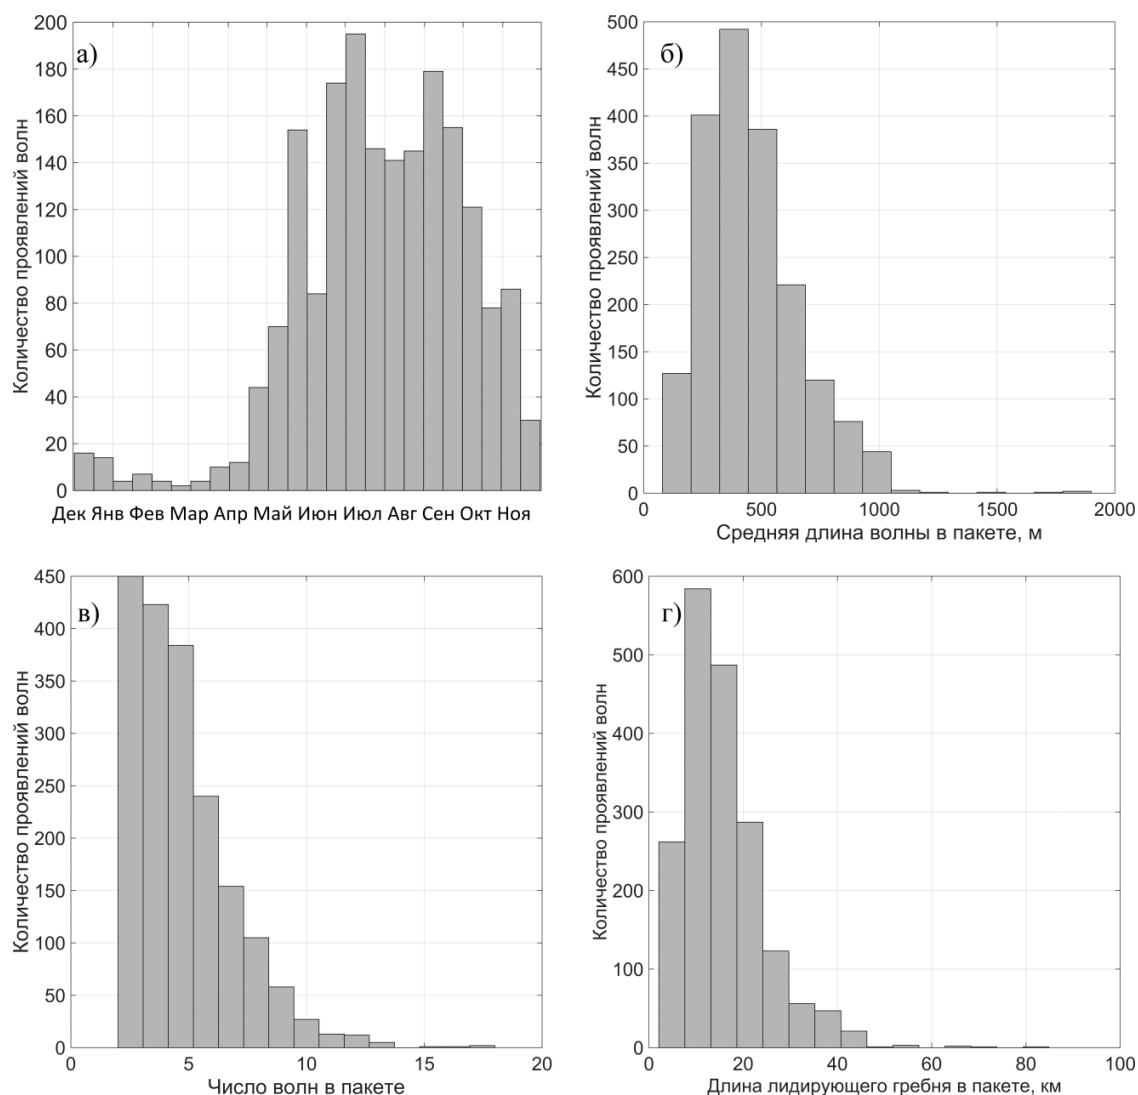 а)
Количество проявлений волн
200
180
160
140
120
100
80
60
40
20
0
Дек Янв Фев Мар Апр Май Июн Июл Авг Сен Окт Ноя
б)
Количество проявлений волн
500
450
400
350
300
250
200
150
100
50
0
0 500 1000 1500 2000
Средняя длина волны в пакете, м
в)
Количество проявлений волн
450
400
350
300
250
200
150
100
50
0
0 5 10 15 20
Число волн в пакете
г)
Количество проявлений волн
600
500
400
300
200
100
0
0 20 40 60 80 100
Длина лидирующего гребня в пакете, км